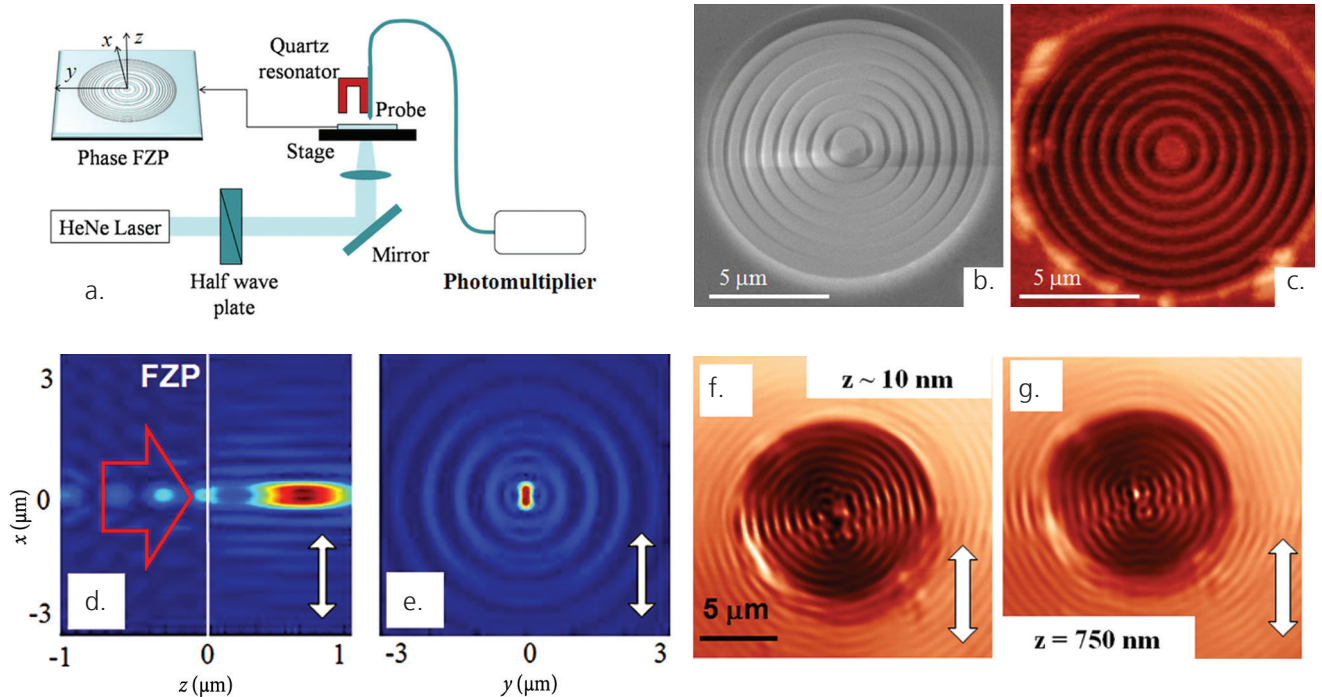 x
z
y
Phase FZP
Quartz
resonator
Probe
Stage
HeNe Laser
Half wave
plate
Mirror
Photomultiplier
a.
5 μm
b.
5 μm
c.
FZP
3
0
-3
x (μm)
d.
-1
0
1
z (μm)
e.
-3
0
3
y (μm)
f.
z ~ 10 nm
5 μm
g.
z = 750 nm